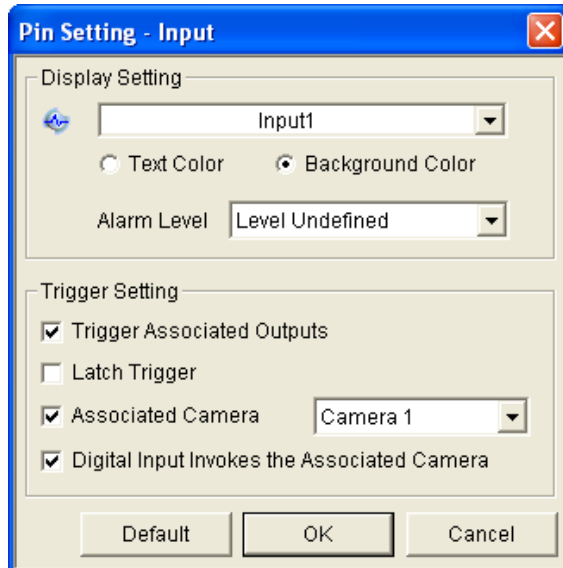 Pin Setting - Input
Display Setting
Input1
Text Color Background Color
Alarm Level Level Undefined
Trigger Setting
Trigger Associated Outputs
Latch Trigger
Associated Camera Camera 1
Digital Input Invokes the Associated Camera
Default OK Cancel